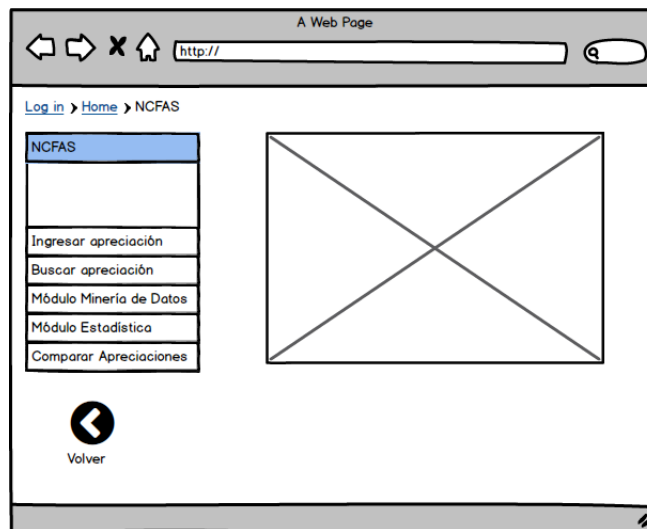 A Web Page
http://
Log in > Home > NCFAS
NCFAS
Ingresar apreciación
Buscar apreciación
Módulo Minería de Datos
Módulo Estadística
Comparar Apreciaciones
Volver